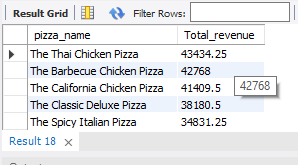 Result Grid Filter Rows:
pizza_name Total_revenue
The Thai Chicken Pizza 43434.25
The Barbecue Chicken Pizza 42768
The California Chicken Pizza 41409.5
42768
The Classic Deluxe Pizza 38180.5
The Spicy Italian Pizza 34831.25
Result 18